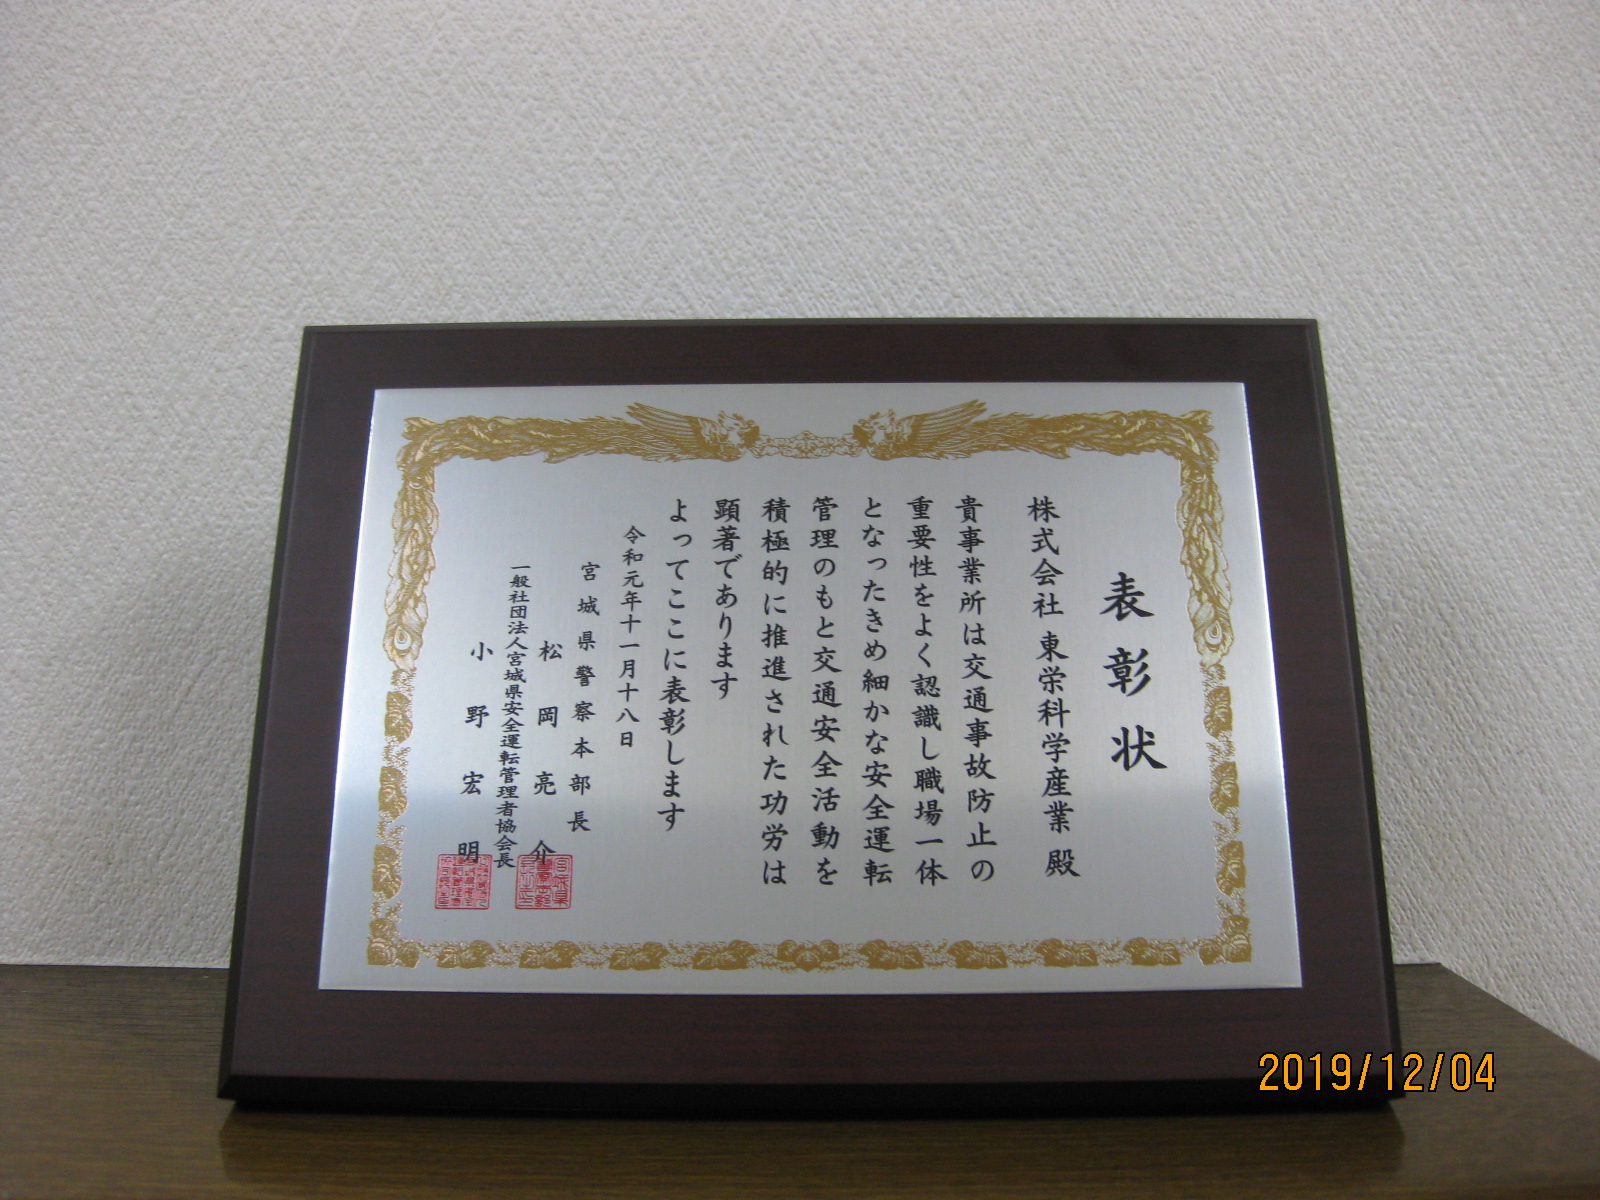 表彰状
株式会社 東栄科学産業 殿
貴事業所は交通事故防止の
重要性をよく認識し職場一体
となったきめ細かな安全運転
管理のもと交通安全活動を
積極的に推進された功労は
顕著であります
よってここに表彰します
令和元年十一月十八日
宮城県警察本部長
松岡亮介
一般社団法人宮城県安全運転管理者協会長
小野宏明
2019/12/04